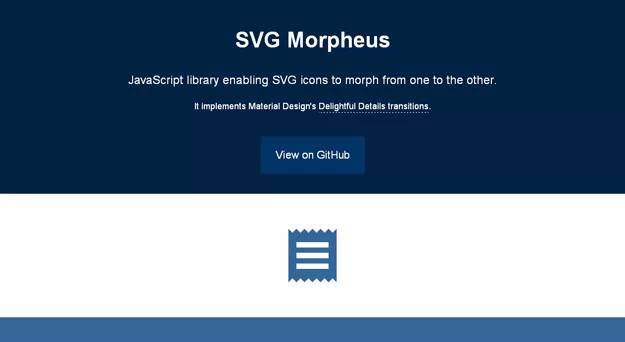 SVG Morpheus
JavaScript library enabling SVG icons to morph from one to the other.
It implements Material Design's Delightful Details transitions.
View on GitHub